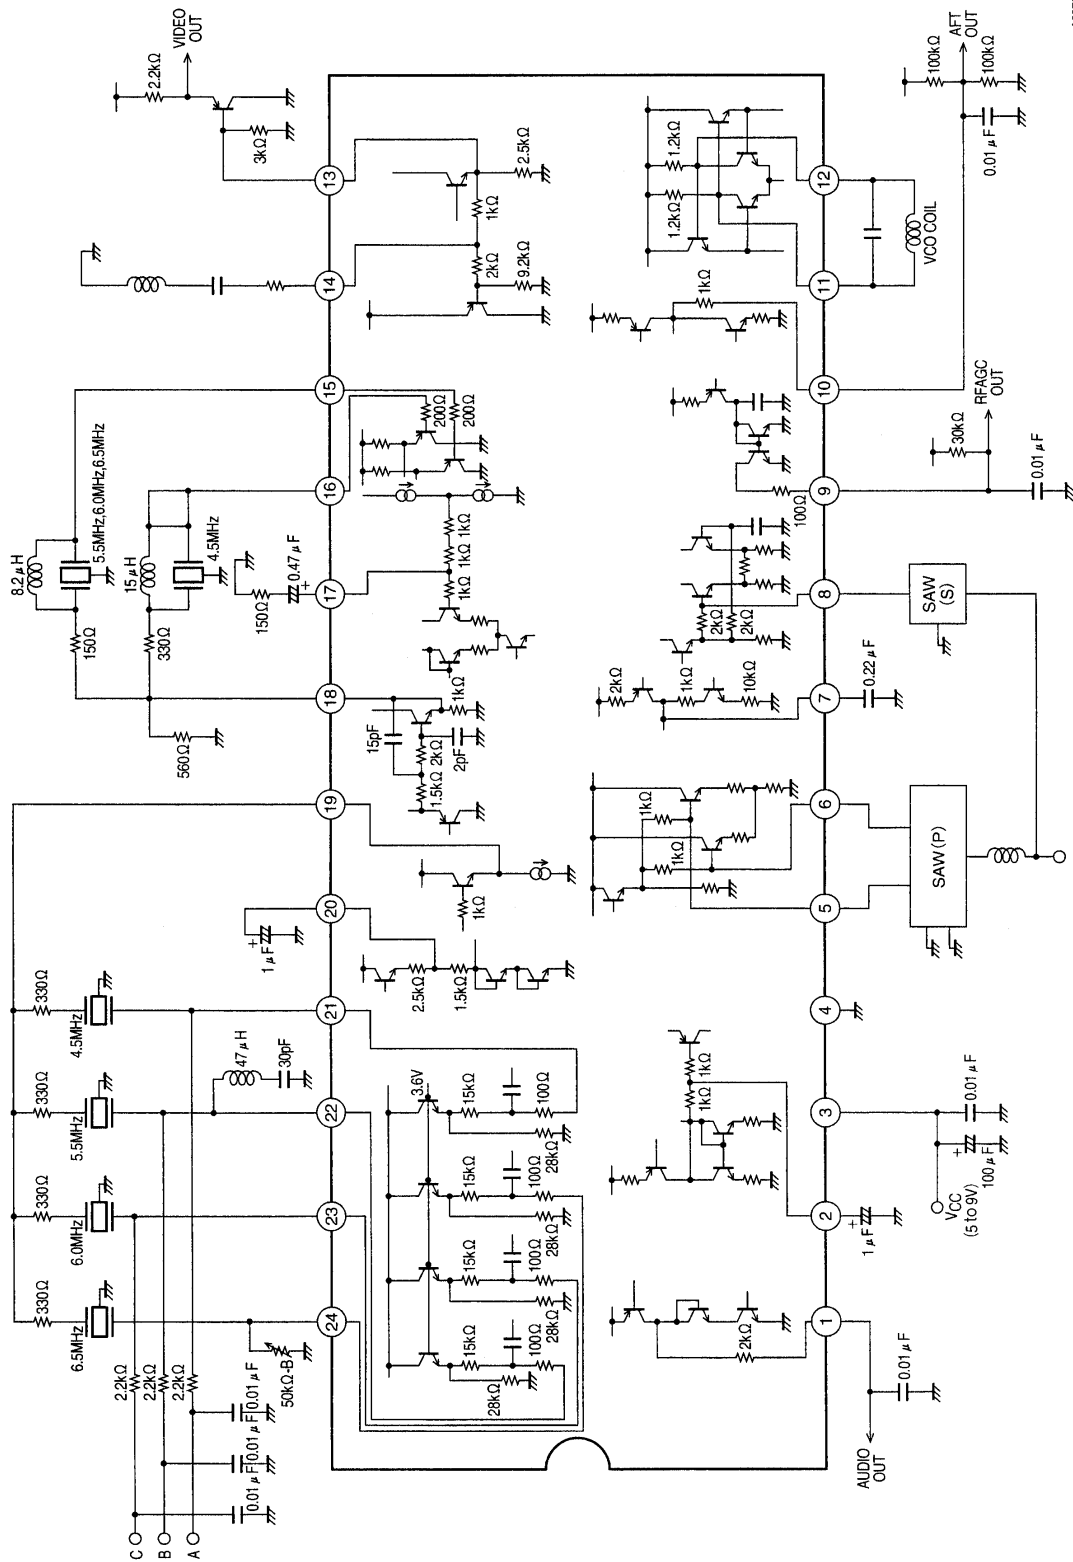 C
B
A
2.2kΩ
2.2kΩ
2.2kΩ
0.01μF
0.01μF
0.01μF
6.5MHz
330Ω
50kΩ-B
6.0MHz
330Ω
5.5MHz
330Ω
4.5MHz
330Ω
47μH
30pF
+
1μF
560Ω
150Ω
330Ω
8.2μH
5.5MHz,6.0MHz,6.5MHz
15μH
4.5MHz
150Ω
+
0.47μF
3kΩ
2.2kΩ
VIDEO
OUT
24
23
22
21
20
19
18
17
16
15
14
13
3.6V
15kΩ
100Ω
28kΩ
15kΩ
100Ω
28kΩ
15kΩ
100Ω
28kΩ
15kΩ
100Ω
28kΩ
2.5kΩ
1.5kΩ
1kΩ
15pF
1.5kΩ
2kΩ
2pF
1kΩ
1kΩ
1kΩ
1kΩ
200Ω
200Ω
2kΩ
9.2kΩ
1kΩ
2.5kΩ
2kΩ
1kΩ
1kΩ
1kΩ
1kΩ
2kΩ
1kΩ
10kΩ
2kΩ
2kΩ
100Ω
1kΩ
1.2kΩ
1.2kΩ
1
2
3
4
5
6
7
8
9
10
11
12
AUDIO
OUT
0.01μF
+
1μF
VCC
(5 to 9V)
+
100μF
0.01μF
SAW (P)
0.22μF
SAW
(S)
30kΩ
RFAGC
OUT
0.01μF
VCO COIL
0.01μF
100kΩ
100kΩ
AFT
OUT